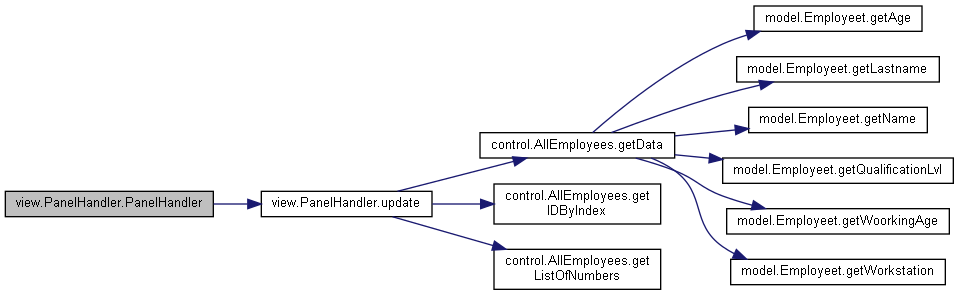 model.Employeet.getAge
model.Employeet.getLastname
model.Employeet.getName
control.AllEmployees.getData
model.Employeet.getQualificationLvl
view.PanelHandler.PanelHandler
view.PanelHandler.update
control.AllEmployees.get
IDByIndex
model.Employeet.getWoorkingAge
control.AllEmployees.get
ListOfNumbers
model.Employeet.getWorkstation